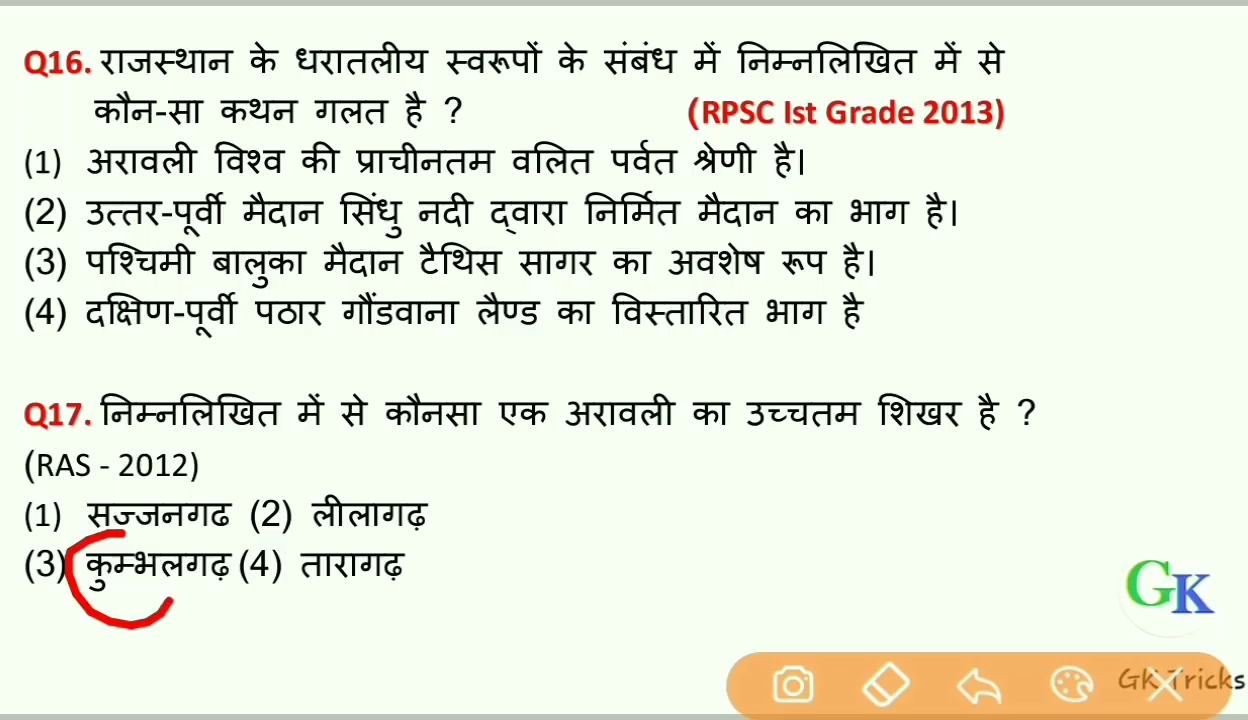 Q16. राजस्थान के धरातलीय स्वरूपों के संबंध में निम्नलिखित में से
कौन-सा कथन गलत है ? (RPSC Ist Grade 2013)
(1) अरावली विश्व की प्राचीनतम वलित पर्वत श्रेणी है।
(2) उत्तर-पूर्वी मैदान सिंधु नदी द्वारा निर्मित मैदान का भाग है।
(3) पश्चिमी बालुका मैदान टैथिस सागर का अवशेष रूप है।
(4) दक्षिण-पूर्वी पठार गौंडवाना लैण्ड का विस्तारित भाग है
Q17. निम्नलिखित में से कौनसा एक अरावली का उच्चतम शिखर है ?
(RAS - 2012)
(1) सज्जनगढ (2) लीलागढ़
(3) कुम्भलगढ़ (4) तारागढ़
GK
GK Tricks